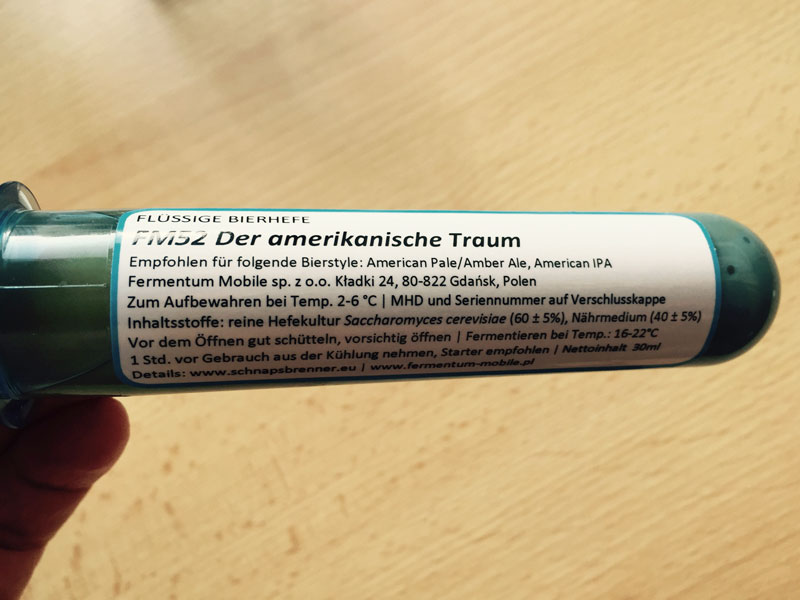 FLÜSSIGE BIERHEFE
FM52 Der amerikanische Traum
Empfohlen für folgende Bierstyle: American Pale/Amber Ale, American IPA
Fermentum Mobile sp. z o.o. Kładki 24, 80-822 Gdańsk, Polen
Zum Aufbewahren bei Temp. 2-6 °C | MHD und Seriennummer auf Verschlusskappe
Inhaltsstoffe: reine Hefekultur Saccharomyces cerevisiae (60 ± 5%), Nährmedium (40 ± 5%)
Vor dem Öffnen gut schütteln, vorsichtig öffnen | Fermentieren bei Temp.: 16-22°C
1 Std. vor Gebrauch aus der Kühlung nehmen, Starter empfohlen | Nettoinhalt 30ml
Details: www.schnapsbrenner.eu | www.fermentum-mobile.pl